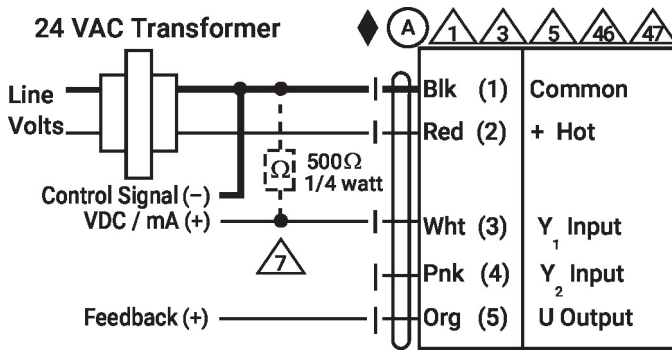 24 VAC Transformer
A 1 3 5 46 47
Line
Volts
Blk (1) Common
Red (2) + Hot
Ω 500Ω
1/4 watt
Control Signal (−)
VDC / mA (+)
7
Wht (3) Y1 Input
Pnk (4) Y2 Input
Feedback (+)
Org (5) U Output